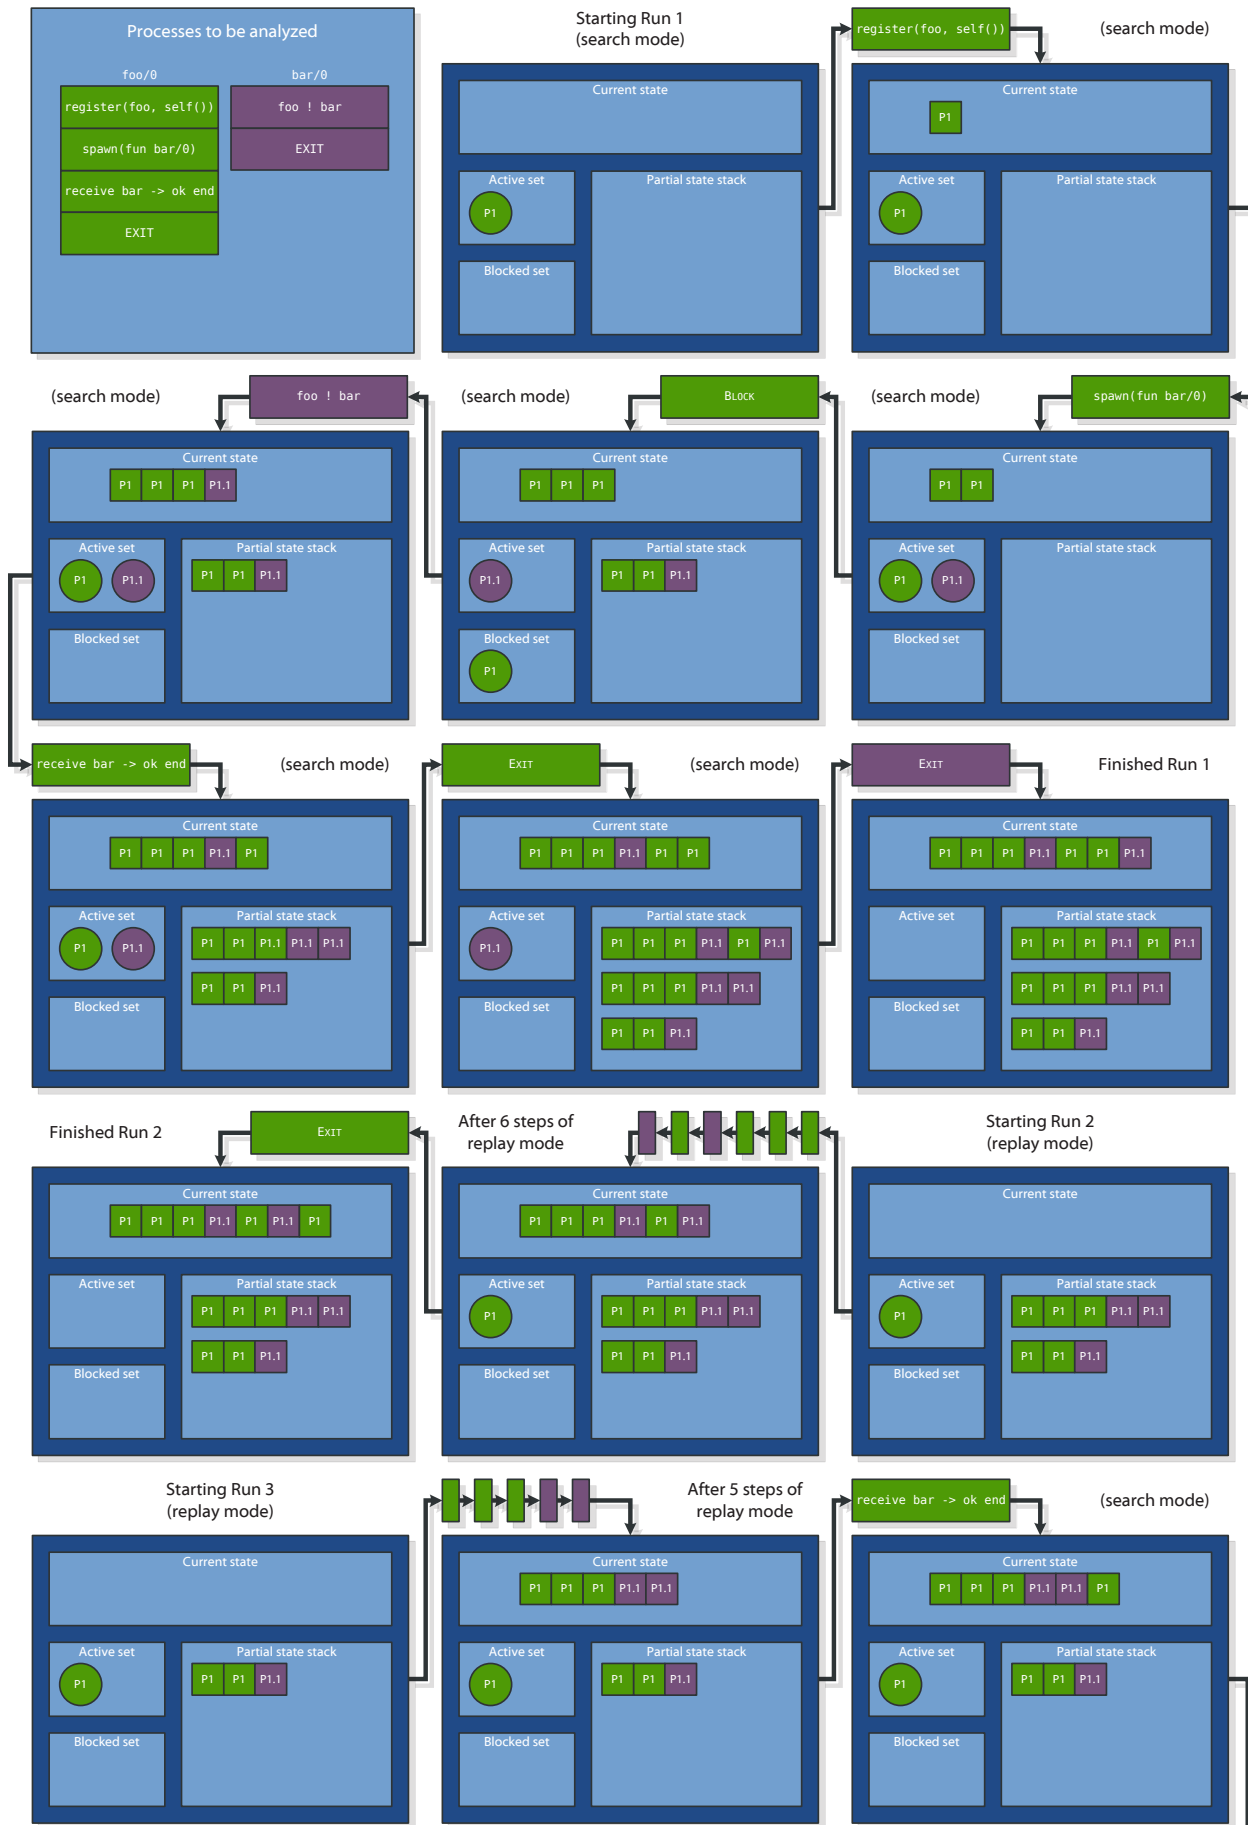 Processes to be analyzed
foo/0
bar/0
register(foo, self())
foo ! bar
spawn(fun bar/0)
EXIT
receive bar -> ok end
EXIT
Starting Run 1
(search mode)
Current state
Active set
P1
Partial state stack
Blocked set
register(foo, self())
(search mode)
Current state
P1
Active set
P1
Partial state stack
Blocked set
(search mode)
foo ! bar
Current state
P1 P1 P1 P1.1
Active set
P1 P1.1
Partial state stack
P1 P1 P1.1
Blocked set
(search mode)
BLOCK
Current state
P1 P1 P1
Active set
P1.1
Partial state stack
P1 P1 P1.1
Blocked set
P1
(search mode)
spawn(fun bar/0)
Current state
P1 P1
Active set
P1 P1.1
Partial state stack
Blocked set
receive bar -> ok end
(search mode)
Current state
P1 P1 P1 P1.1 P1
Active set
P1 P1.1
Partial state stack
P1 P1 P1.1 P1.1 P1.1
P1 P1 P1.1
Blocked set
EXIT
(search mode)
Current state
P1 P1 P1 P1.1 P1 P1
Active set
P1.1
Partial state stack
P1 P1 P1 P1.1 P1 P1.1
P1 P1 P1 P1.1 P1.1
P1 P1 P1.1
Blocked set
EXIT
Finished Run 1
Current state
P1 P1 P1 P1.1 P1 P1 P1.1
Active set
Partial state stack
P1 P1 P1 P1.1 P1 P1.1
P1 P1 P1 P1.1 P1.1
P1 P1 P1.1
Blocked set
Finished Run 2
EXIT
Current state
P1 P1 P1 P1.1 P1 P1.1 P1
Active set
Partial state stack
P1 P1 P1 P1.1 P1.1
P1 P1 P1.1
Blocked set
After 6 steps of
replay mode
Current state
P1 P1 P1 P1.1 P1 P1.1
Active set
P1
Partial state stack
P1 P1 P1 P1.1 P1.1
P1 P1 P1.1
Blocked set
Starting Run 2
(replay mode)
Current state
Active set
P1
Partial state stack
P1 P1 P1 P1.1 P1.1
P1 P1 P1.1
Blocked set
Starting Run 3
(replay mode)
Current state
Active set
P1
Partial state stack
P1 P1 P1.1
Blocked set
After 5 steps of
replay mode
Current state
P1 P1 P1 P1.1 P1.1
Active set
P1
Partial state stack
P1 P1 P1.1
Blocked set
receive bar -> ok end
(search mode)
Current state
P1 P1 P1 P1.1 P1.1 P1
Active set
P1
Partial state stack
P1 P1 P1.1
Blocked set